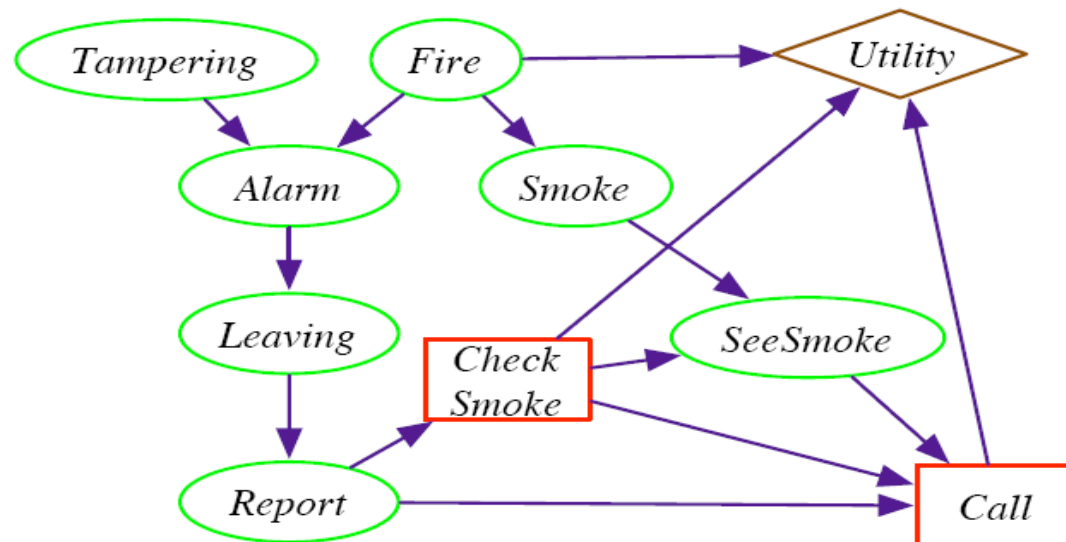 Tampering
Fire
Utility
Alarm
Smoke
Leaving
Check
Smoke
SeeSmoke
Report
Call